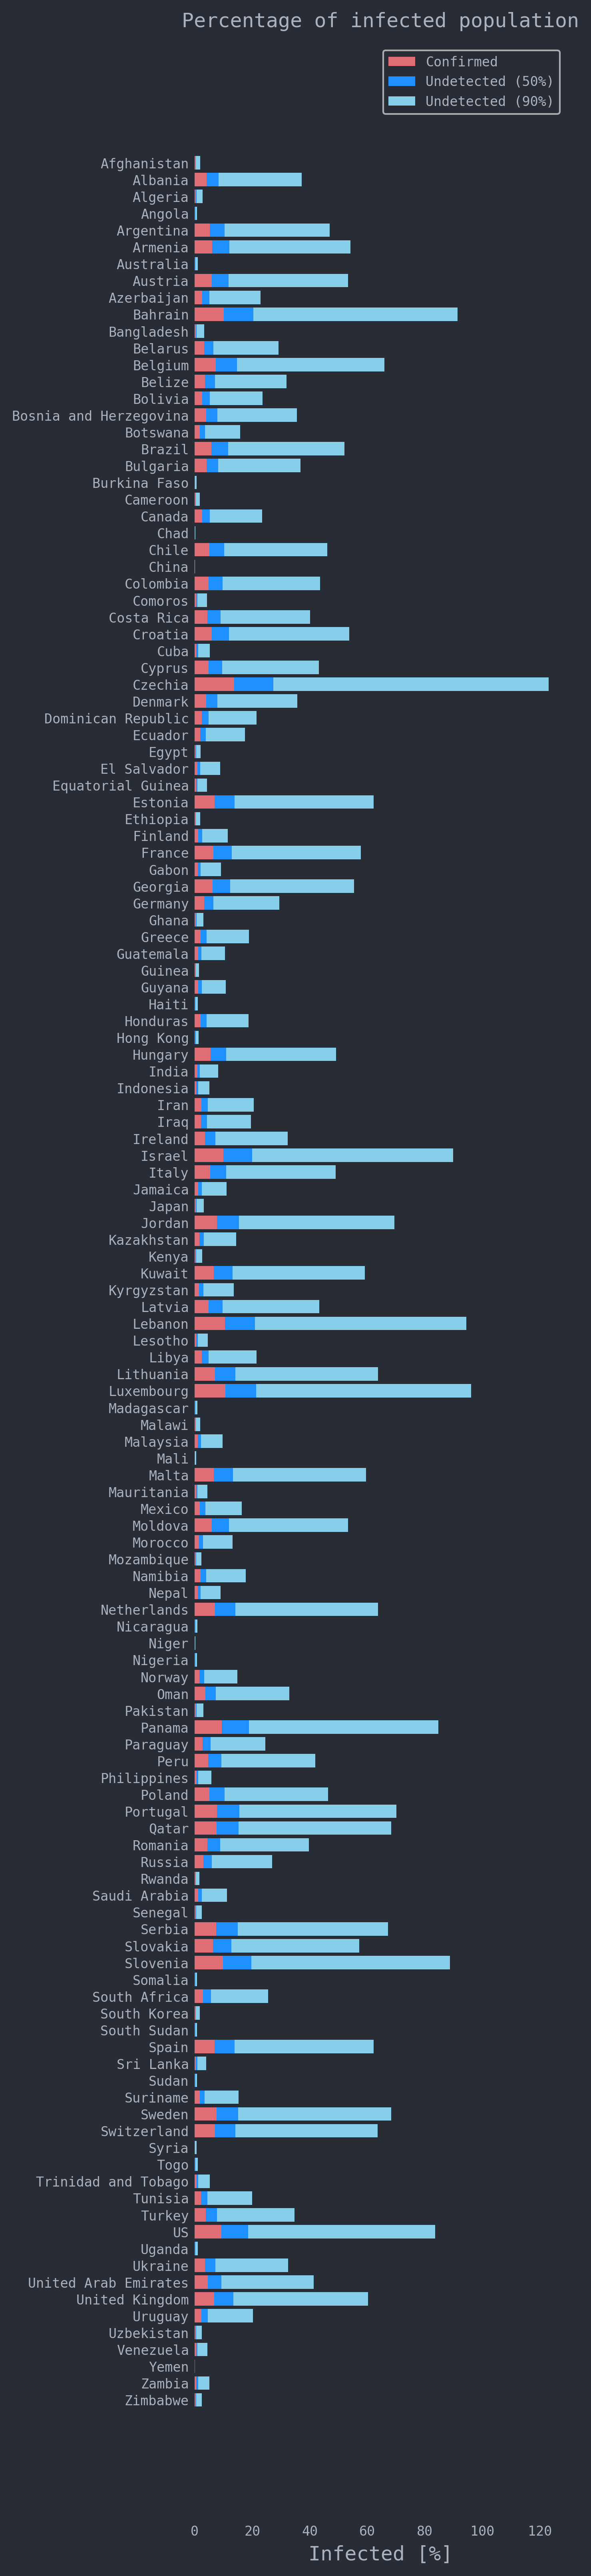 Percentage of infected population
Confirmed
Undetected (50%)
Undetected (90%)
Afghanistan
Albania
Algeria
Angola
Argentina
Armenia
Australia
Austria
Azerbaijan
Bahrain
Bangladesh
Belarus
Belgium
Belize
Bolivia
Bosnia and Herzegovina
Botswana
Brazil
Bulgaria
Burkina Faso
Cameroon
Canada
Chad
Chile
China
Colombia
Comoros
Costa Rica
Croatia
Cuba
Cyprus
Czechia
Denmark
Dominican Republic
Ecuador
Egypt
El Salvador
Equatorial Guinea
Estonia
Ethiopia
Finland
France
Gabon
Georgia
Germany
Ghana
Greece
Guatemala
Guinea
Guyana
Haiti
Honduras
Hong Kong
Hungary
India
Indonesia
Iran
Iraq
Ireland
Israel
Italy
Jamaica
Japan
Jordan
Kazakhstan
Kenya
Kuwait
Kyrgyzstan
Latvia
Lebanon
Lesotho
Libya
Lithuania
Luxembourg
Madagascar
Malawi
Malaysia
Mali
Malta
Mauritania
Mexico
Moldova
Morocco
Mozambique
Namibia
Nepal
Netherlands
Nicaragua
Niger
Nigeria
Norway
Oman
Pakistan
Panama
Paraguay
Peru
Philippines
Poland
Portugal
Qatar
Romania
Russia
Rwanda
Saudi Arabia
Senegal
Serbia
Slovakia
Slovenia
Somalia
South Africa
South Korea
South Sudan
Spain
Sri Lanka
Sudan
Suriname
Sweden
Switzerland
Syria
Togo
Trinidad and Tobago
Tunisia
Turkey
US
Uganda
Ukraine
United Arab Emirates
United Kingdom
Uruguay
Uzbekistan
Venezuela
Yemen
Zambia
Zimbabwe
0 20 40 60 80 100 120
Infected [%]